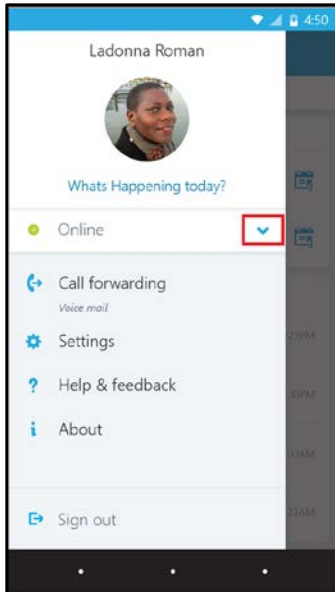 4:50
Ladonna Roman
Whats Happening today?
Online
Call forwarding
Voice mail
Settings
Help & feedback
About
Sign out